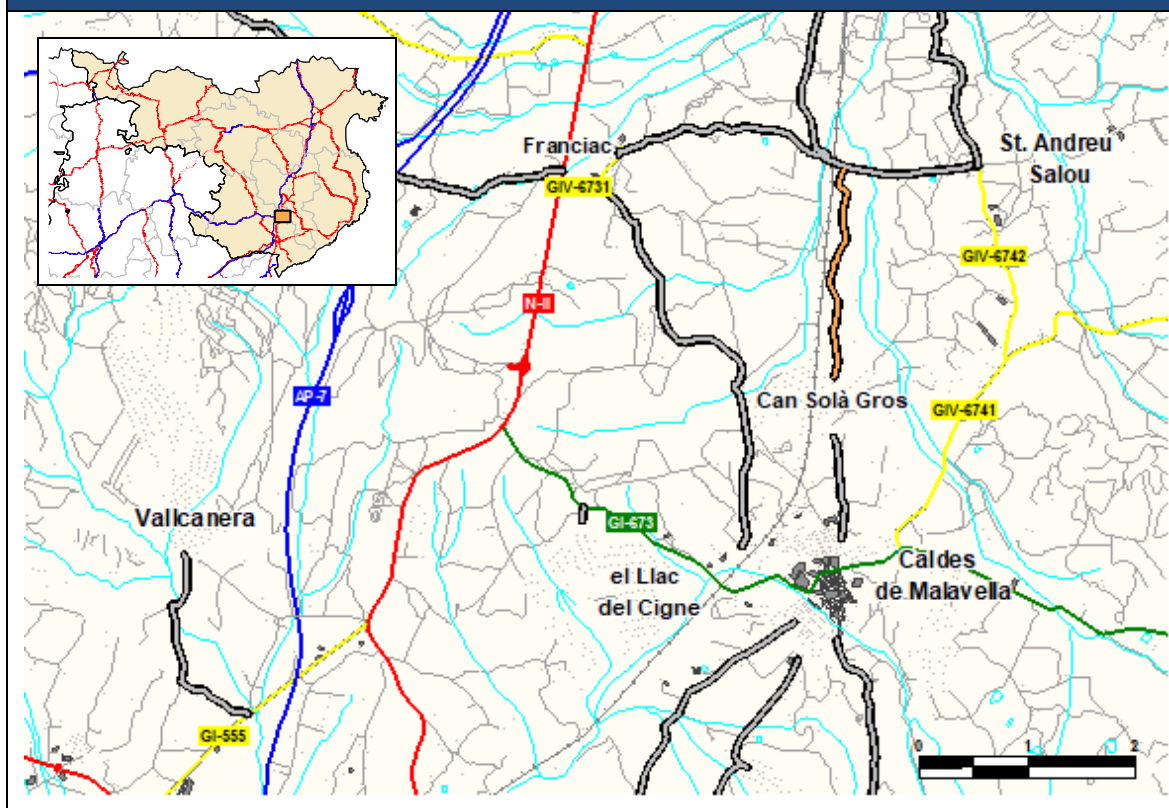 Franciac
St. Andreu
Salou
GIV-6731
GIV-6742
N-II
AP-7
Can Solà Gros
GIV-6741
Vallcanera
GI-673
el Llac
del Cigne
Caldes
de Malavella
GI-555
0 1 2